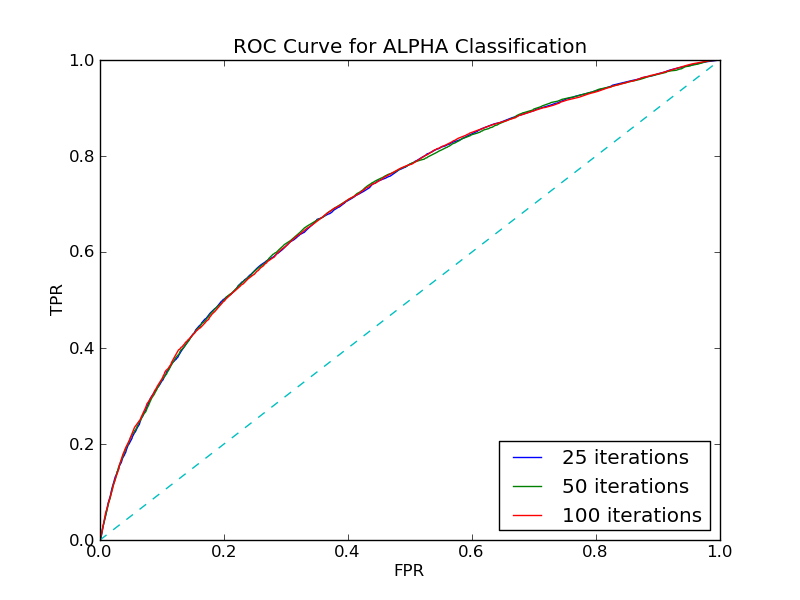 ROC Curve for ALPHA Classification
1.0
0.8
0.6
0.4
0.2
0.0
TPR
0.0 0.2 0.4 0.6 0.8 1.0
FPR
25 iterations
50 iterations
100 iterations